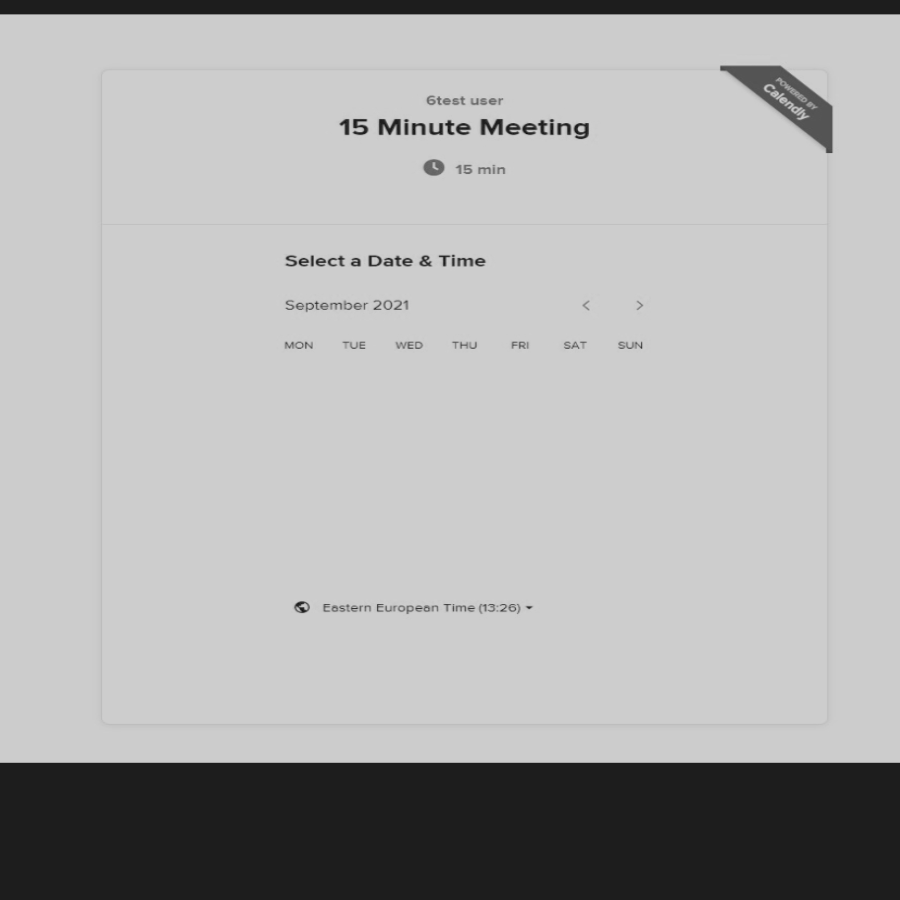 6test user
15 Minute Meeting
15 min
POWERED BY
Calendly
Select a Date & Time
September 2021
MON TUE WED THU FRI SAT SUN
Eastern European Time (13:26)